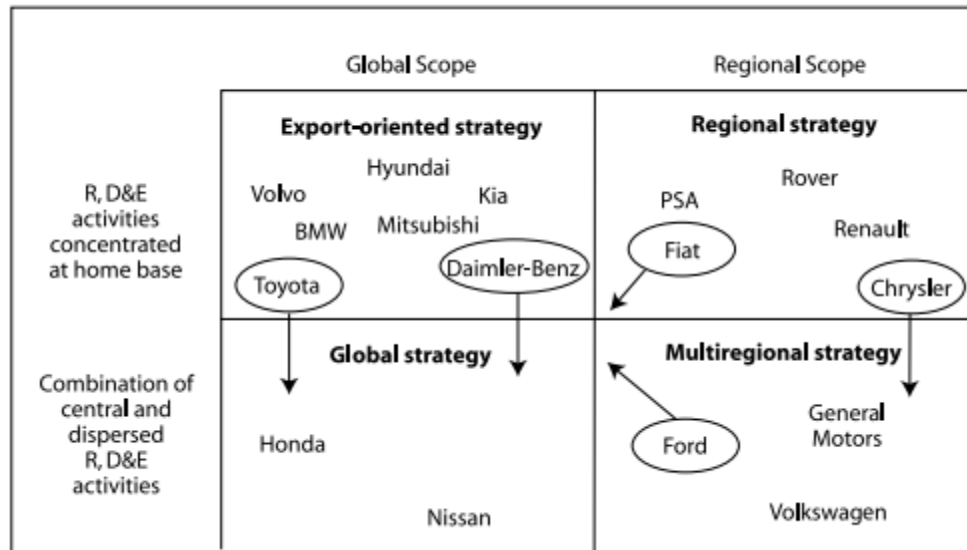 Global Scope
Regional Scope
R, D&E
activities
concentrated
at home base
Export-oriented strategy
Hyundai
Volvo
Kia
BMW
Mitsubishi
Toyota
Daimler-Benz
Regional strategy
Rover
PSA
Renault
Fiat
Chrysler
Combination of
central and
dispersed
R, D&E
activities
Global strategy
Honda
Nissan
Multiregional strategy
General
Motors
Ford
Volkswagen